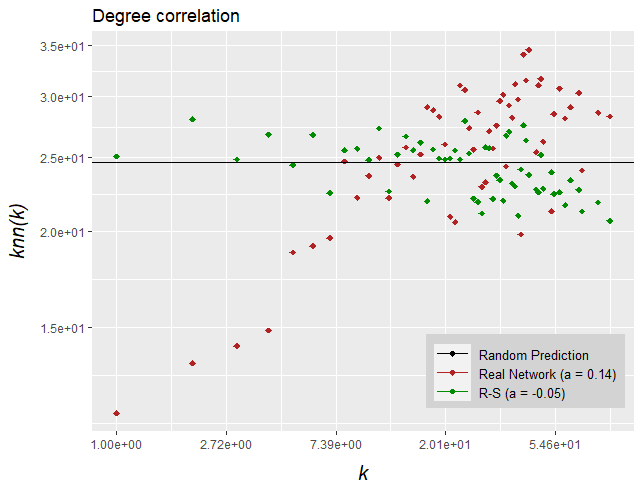 Degree correlation
knn(k)
3.5e+01
3.0e+01
2.5e+01
2.0e+01
1.5e+01
Random Prediction
Real Network (a = 0.14)
R-S (a = -0.05)
1.00e+00 2.72e+00 7.39e+00 2.01e+01 5.46e+01
k